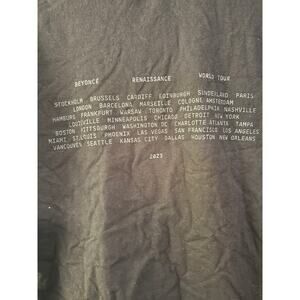 BEYONCÉ RENAISSANCE WORLD TOUR
STOCKHOLM BRUSSELS CARDIFF EDINBURGH SUNDERLAND PARIS
LONDON BARCELONA MARSEILLE COLOGNE AMSTERDAM
HAMBURG FRANKFURT WARSAW TORONTO PHILADELPHIA NASHVILLE
LOUISVILLE MINNEAPOLIS CHICAGO DETROIT NEW YORK
BOSTON PITTSBURGH WASHINGTON DC CHARLOTTE ATLANTA TAMPA
MIAMI ST LOUIS PHOENIX LAS VEGAS SAN FRANCISCO LOS ANGELES
VANCOUVER SEATTLE KANSAS CITY DALLAS HOUSTON NEW ORLEANS
2023